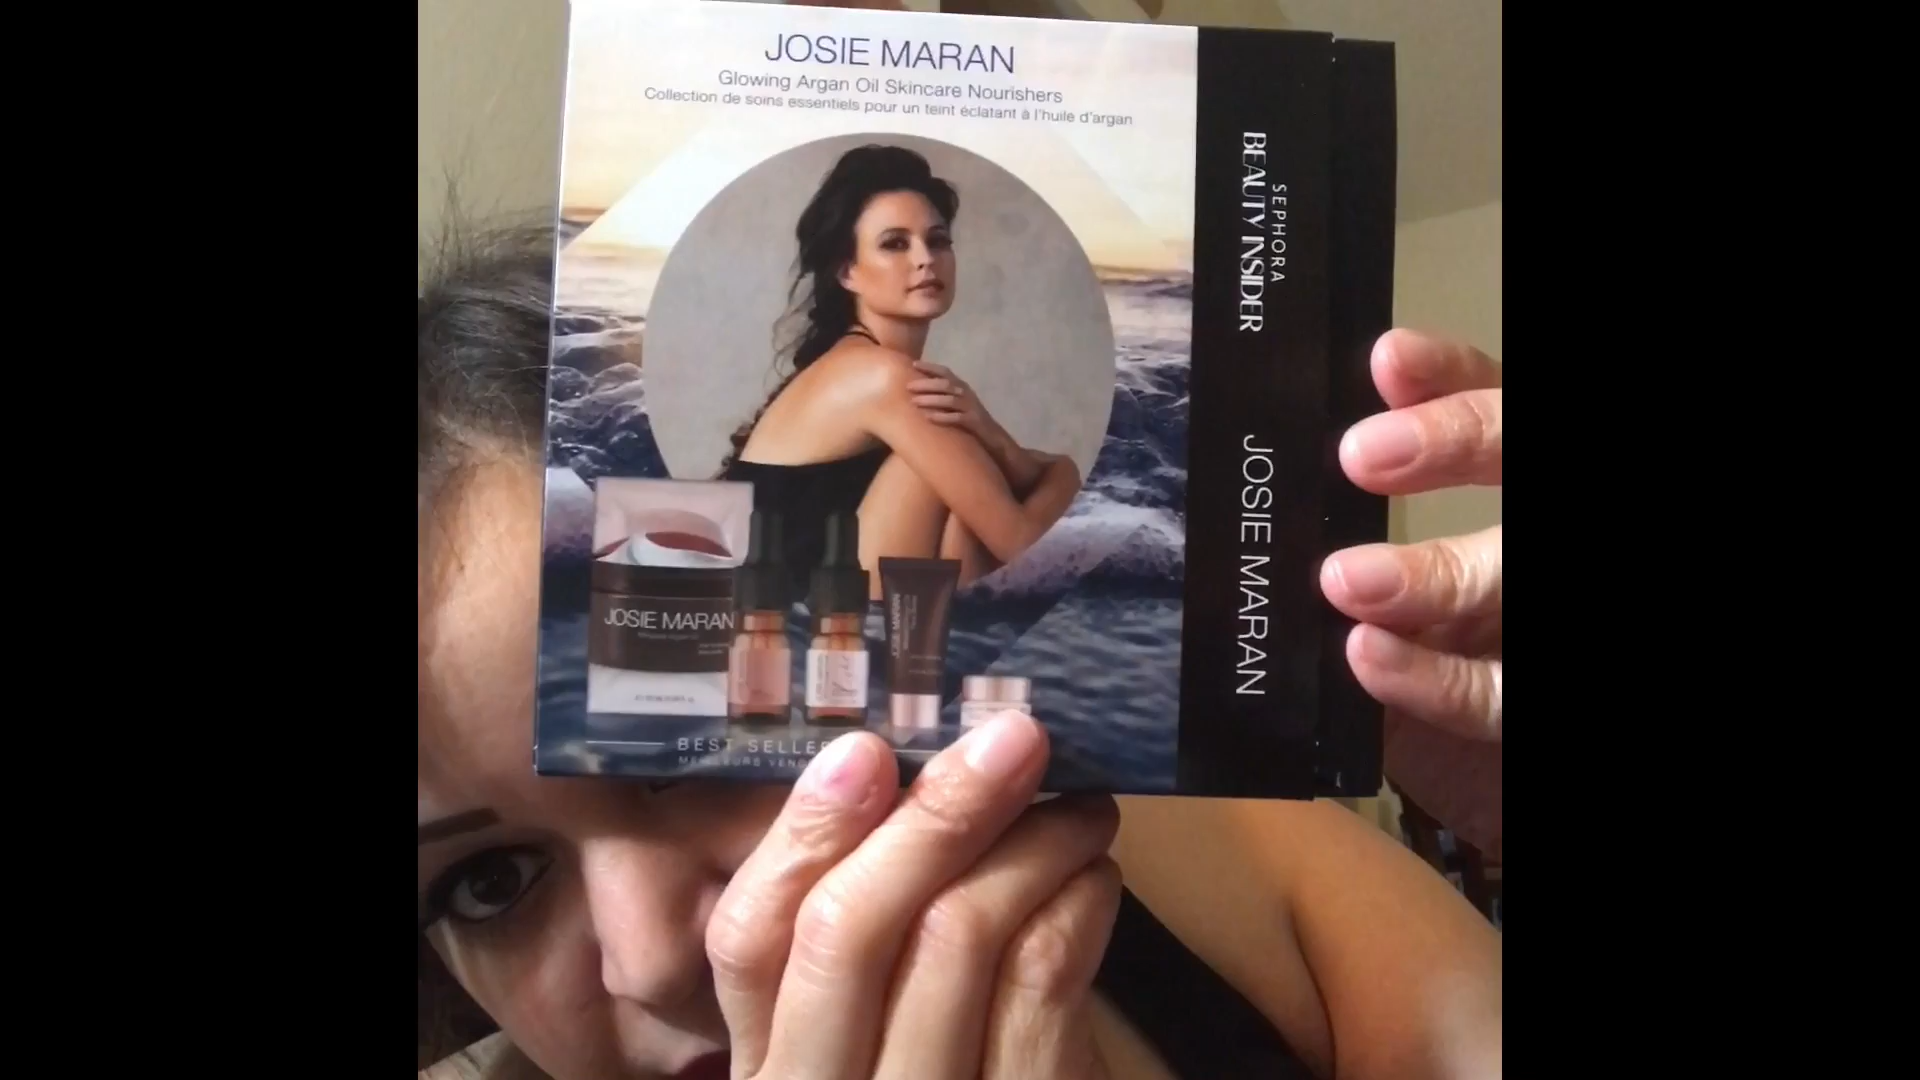 JOSIE MARAN
Glowing Argan Oil Skincare Nourishers
Collection de soins essentiels pour un teint éclatant à l'huile d'argan
SEPHORA
BEAUTY INSIDER
JOSIE MARAN
JOSIE MARAN
BEST